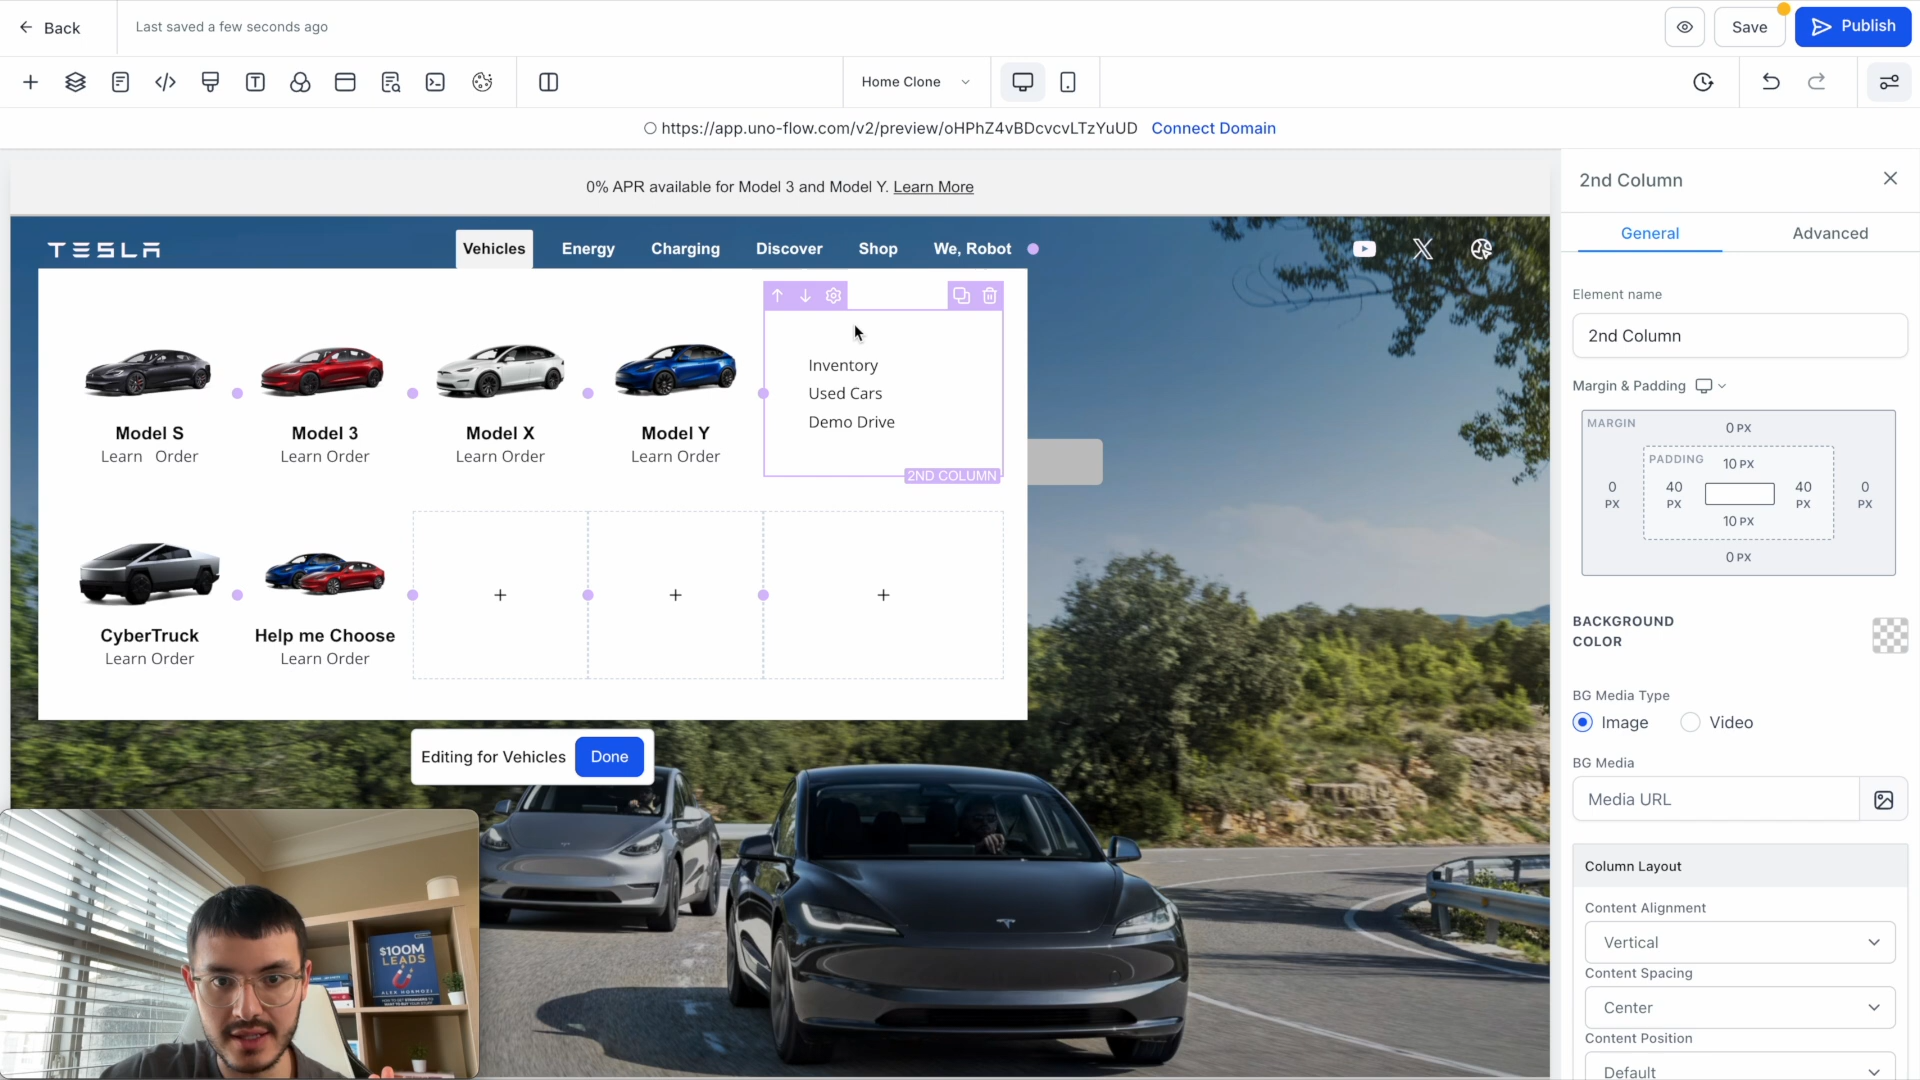 Back
Last saved a few seconds ago
Save
Publish
Home Clone
https://app.uno-flow.com/v2/preview/oHPhZ4vBDcvcvLTzYuUD Connect Domain
0% APR available for Model 3 and Model Y. Learn More
TESLA
Vehicles
Energy
Charging
Discover
Shop
We, Robot
Inventory
Used Cars
Demo Drive
2ND COLUMN
Model S
Learn Order
Model 3
Learn Order
Model X
Learn Order
Model Y
Learn Order
CyberTruck
Learn Order
Help me Choose
Learn Order
Editing for Vehicles
Done
$100M
LEADS
ALEX HORMOZI
2nd Column
General
Advanced
Element name
2nd Column
Margin & Padding
MARGIN
0 PX
PADDING
10 PX
0
PX
40
PX
40
PX
0
PX
10 PX
0 PX
BACKGROUND
COLOR
BG Media Type
Image
Video
BG Media
Media URL
Column Layout
Content Alignment
Vertical
Content Spacing
Center
Content Position
Default